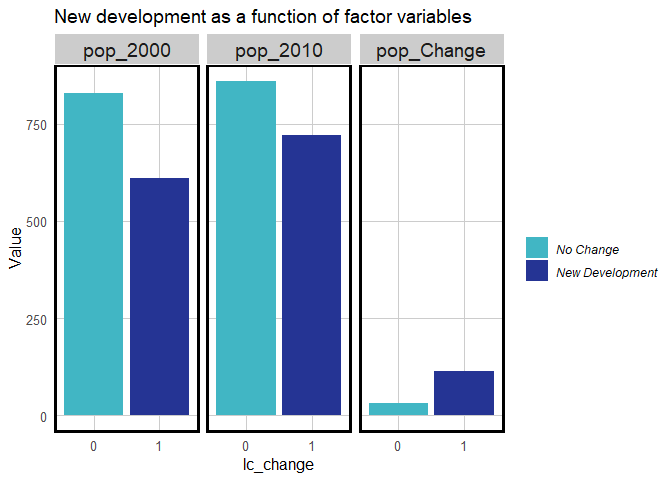 New development as a function of factor variables
pop_2000 pop_2010 pop_Change
750
500
250
0
Value
0 1 0 1 0 1
lc_change
No Change
New Development